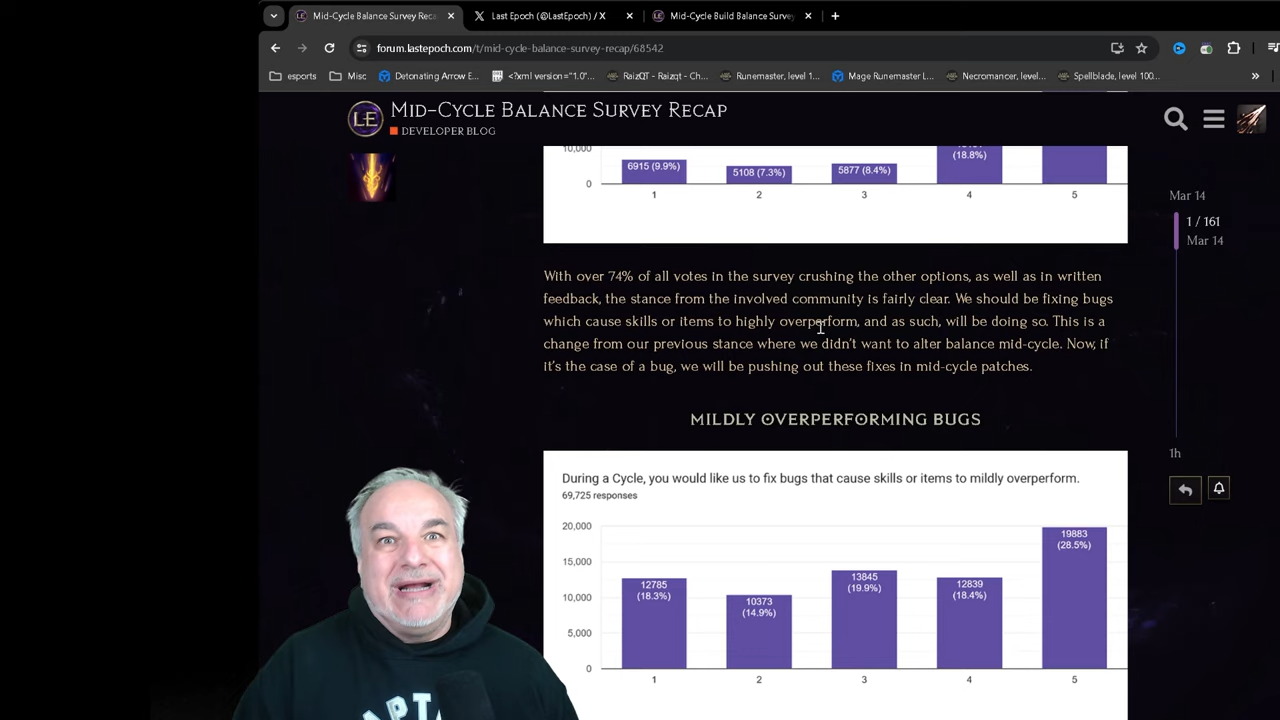 Mid-Cycle Balance Survey Reca
Last Epoch (@LastEpoch) / X
Mid-Cycle Build Balance Survey
forum.lastepoch.com/t/mid-cycle-balance-survey-recap/68542
esports
Misc
Detonating Arrow E...
<?xml version="1.0"...
RaizQT - Raizqt - Ch...
Runemaster, level 1...
Mage Runemaster L...
Necromancer, level...
Spellblade, level 100...
LE
Mid-Cycle Balance Survey Recap
DEVELOPER BLOG
10,000
0
6915 (9.9%)
5108 (7.3%)
5877 (8.4%)
(18.8%)
1
2
3
4
5
Mar 14
1 / 161
Mar 14
1h
With over 74% of all votes in the survey crushing the other options, as well as in written
feedback, the stance from the involved community is fairly clear. We should be fixing bugs
which cause skills or items to highly overperform, and as such, will be doing so. This is a
change from our previous stance where we didn't want to alter balance mid-cycle. Now, if
it's the case of a bug, we will be pushing out these fixes in mid-cycle patches.
MILDLY OVERPERFORMING BUGS
During a Cycle, you would like us to fix bugs that cause skills or items to mildly overperform.
69,725 responses
20,000
15,000
10,000
5,000
0
12785
(18.3%)
10373
(14.9%)
13845
(19.9%)
12839
(18.4%)
19883
(28.5%)
1
2
3
4
5